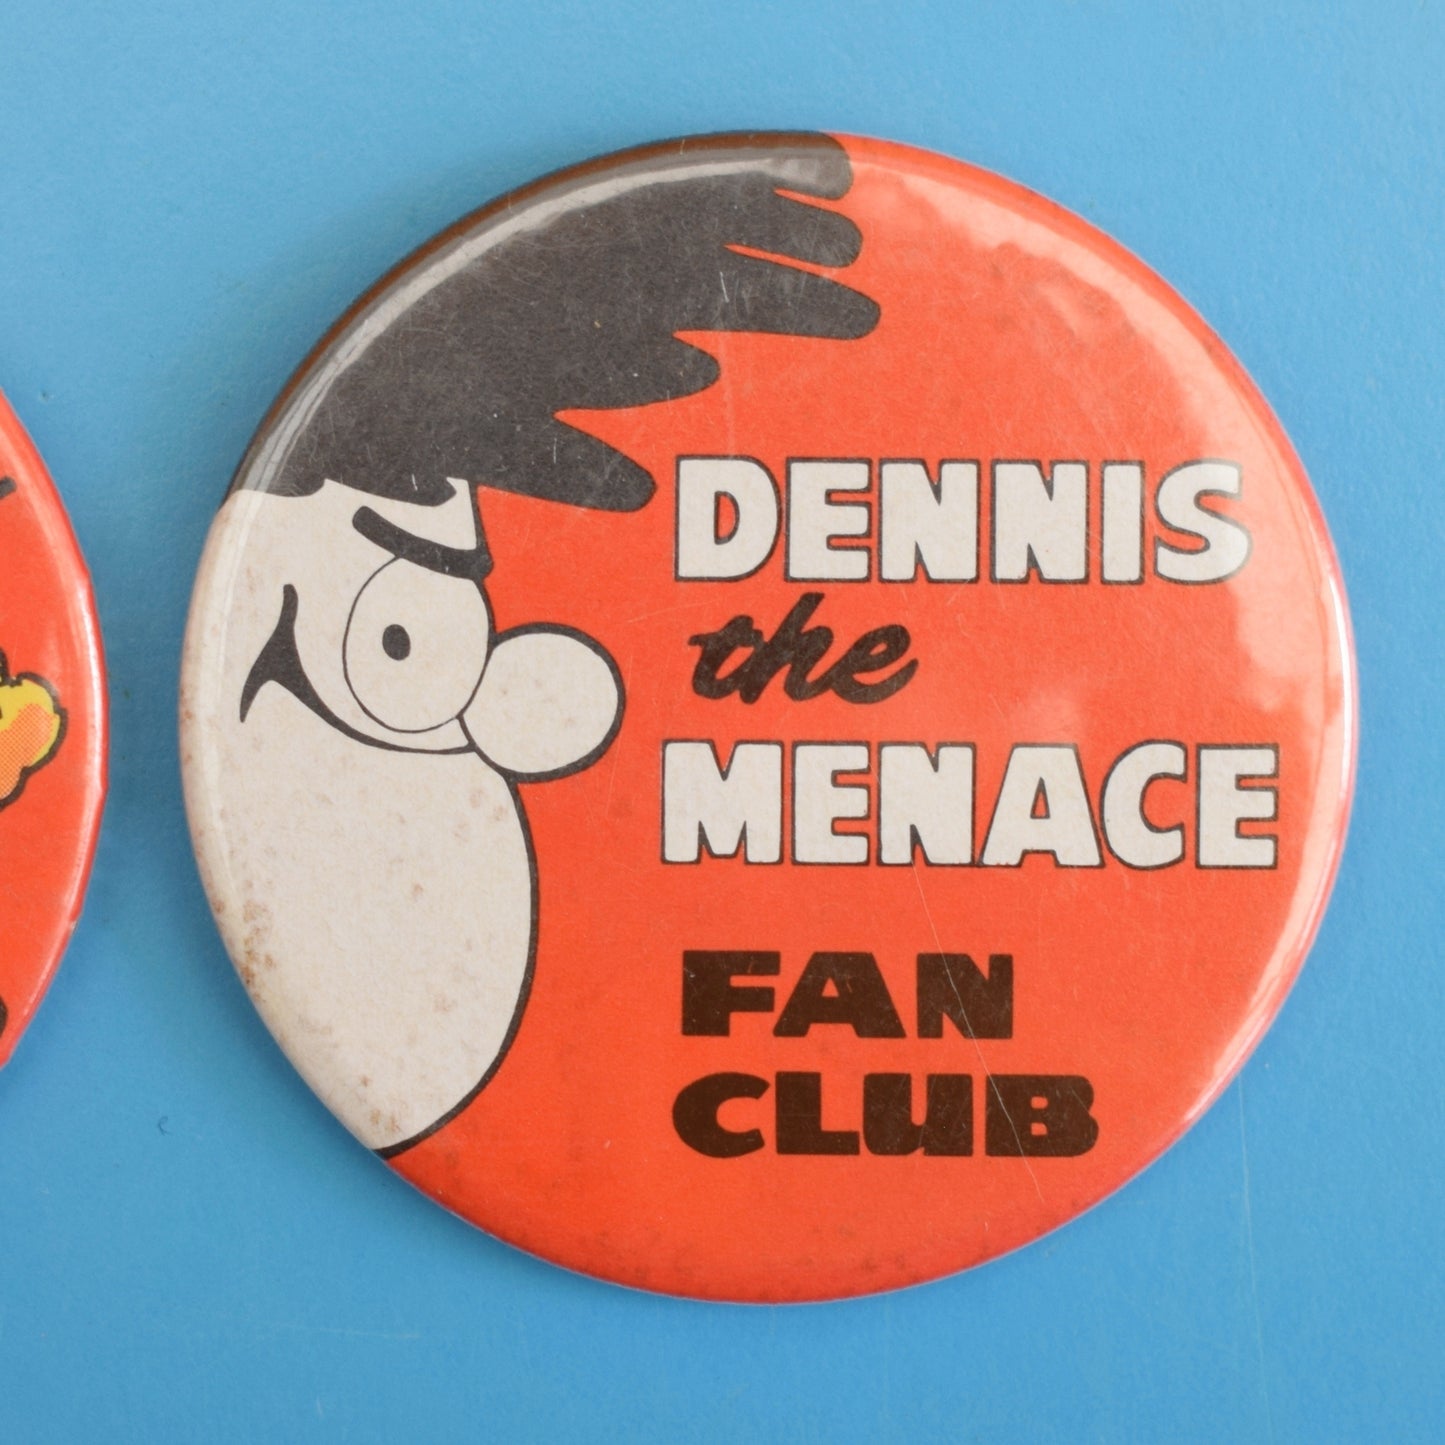 DENNIS
the
MENACE
FAN
CLUB